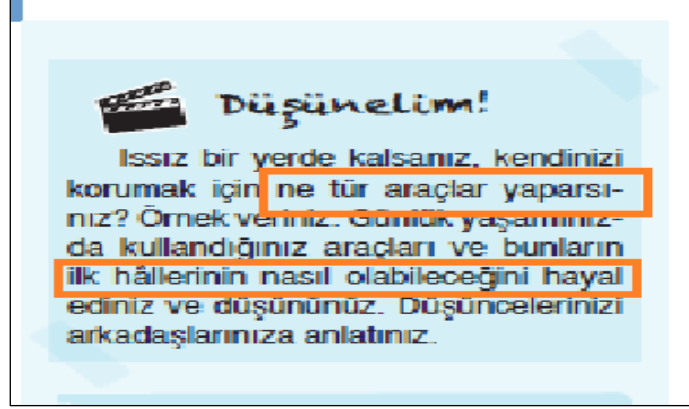 Düşünelim!
Issız bir yerde kalsanız, kendinizi
korumak için ne tür araçlar yaparsı-
nız? Örnek veriniz. Günlük yaşamınız-
da kullandığınız araçları ve bunların
ilk hâllerinin nasıl olabileceğini hayal
ediniz ve düşününüz. Düşüncelerinizi
arkadaşlarınıza anlatınız.